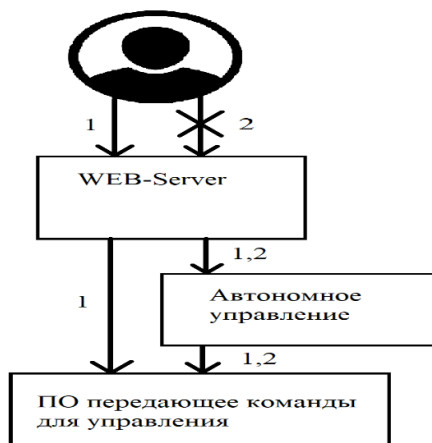 1
2
WEB-Server
1,2
1
Автономное
управление
1,2
ПО передающее команды
для управления